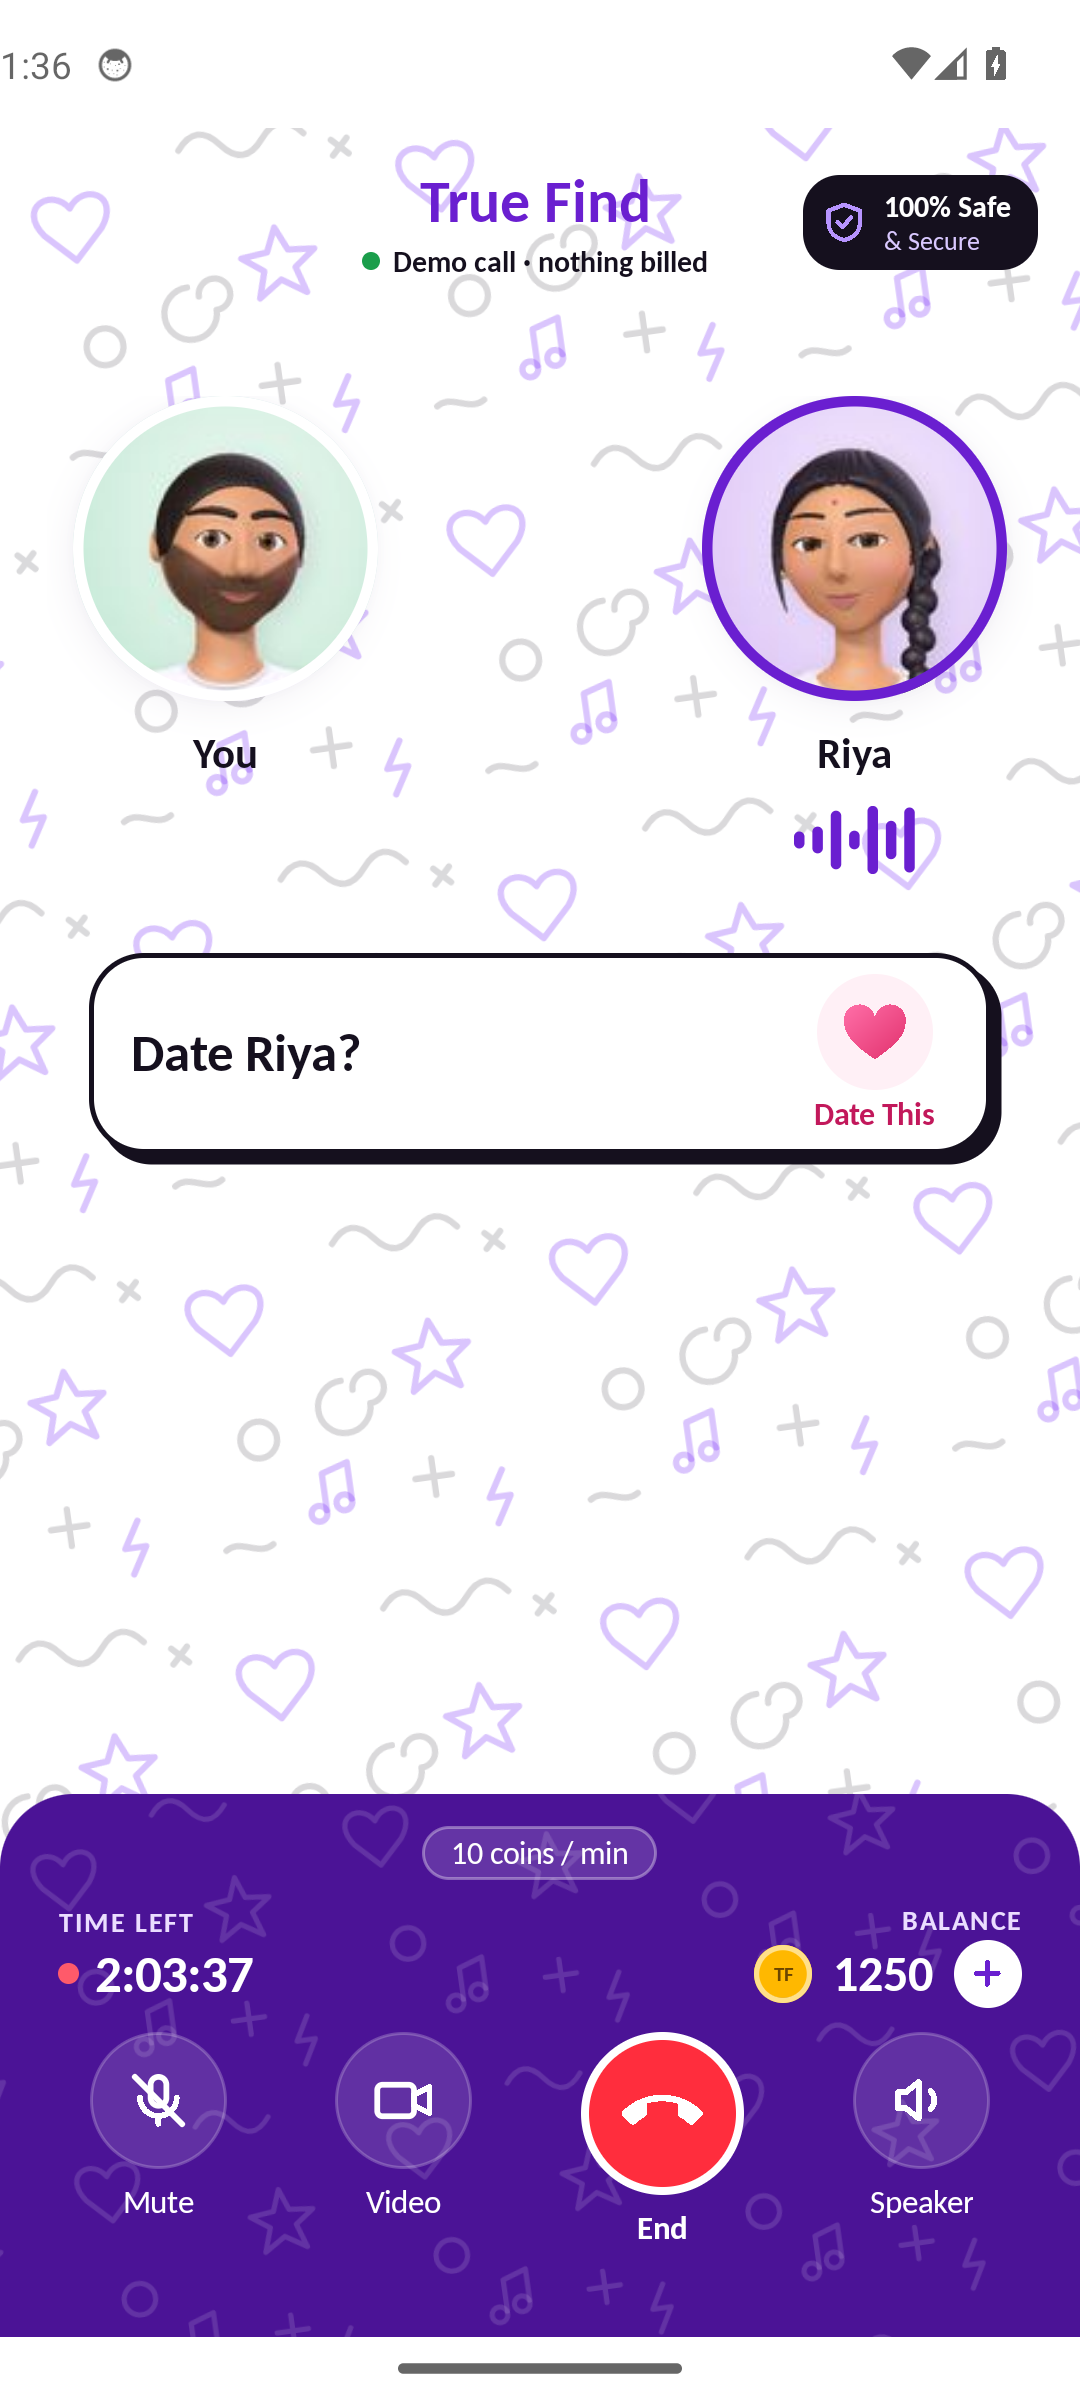 1:36
True Find
Demo call · nothing billed
100% Safe
& Secure
You
Riya
Date Riya?
Date This
10 coins / min
TIME LEFT
2:03:37
BALANCE
TF
1250
Mute
Video
End
Speaker